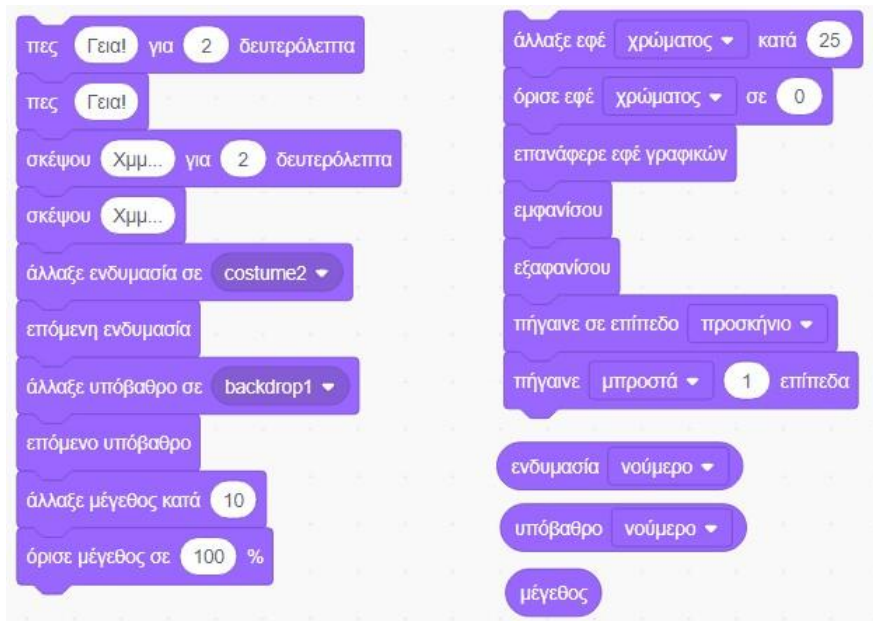 πες Γεια! για 2 δευτερόλεπτα
πες Γεια!
σκέψου Χμμ... για 2 δευτερόλεπτα
σκέψου Χμμ...
άλλαξε ενδυμασία σε costume2
επόμενη ενδυμασία
άλλαξε υπόβαθρο σε backdrop1
επόμενο υπόβαθρο
άλλαξε μέγεθος κατά 10
όρισε μέγεθος σε 100 %
άλλαξε εφέ χρώματος κατά 25
όρισε εφέ χρώματος σε 0
επανάφερε εφέ γραφικών
εμφανίσου
εξαφανίσου
πήγαινε σε επίπεδο προσκήνιο
πήγαινε μπροστά 1 επίπεδα
ενδυμασία νούμερο
υπόβαθρο νούμερο
μέγεθος